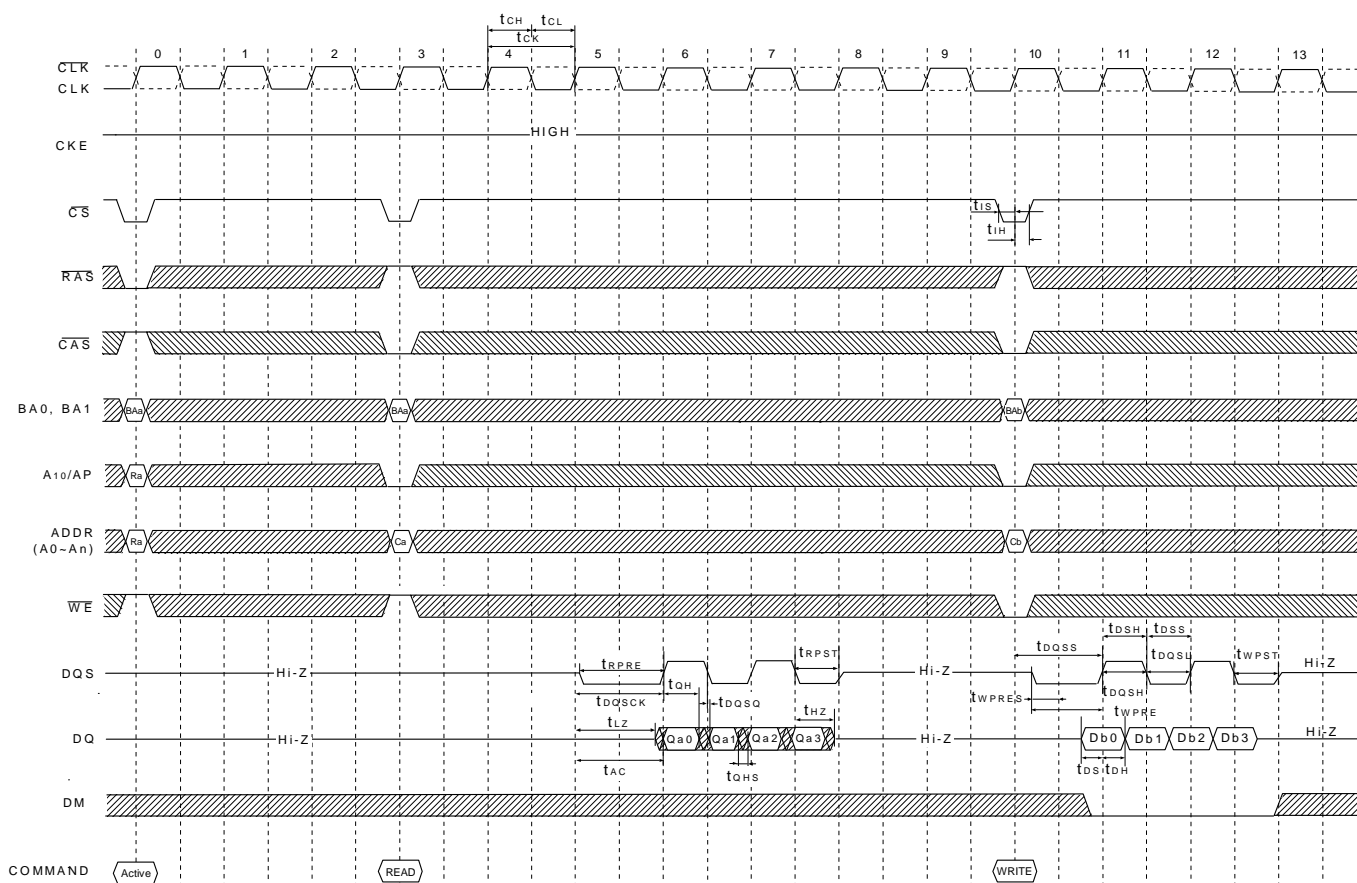 tCH tCL
tCK
0 1 2 3 4 5 6 7 8 9 10 11 12 13
CLK
CLK
HIGH
CKE
CS
tIS
tIH
RAS
CAS
BA0, BA1 BAa BAa BAb
A10/AP Ra
ADDR
(A0~An) Ra Ca Cb
WE
tDSH tDSS
tRPRE tRPST tDQSS tDQSL tWPST
DQS Hi-Z Hi-Z Hi-Z
tQH
tDQSCK tDQSQ tWPRES tDQSH
tLZ tHZ tWPRE
DQ Hi-Z Qa0 Qa1 Qa2 Qa3 Hi-Z Db0 Db1 Db2 Db3 Hi-Z
tAC tQHS tDS tDH
DM
COMMAND Active READ WRITE